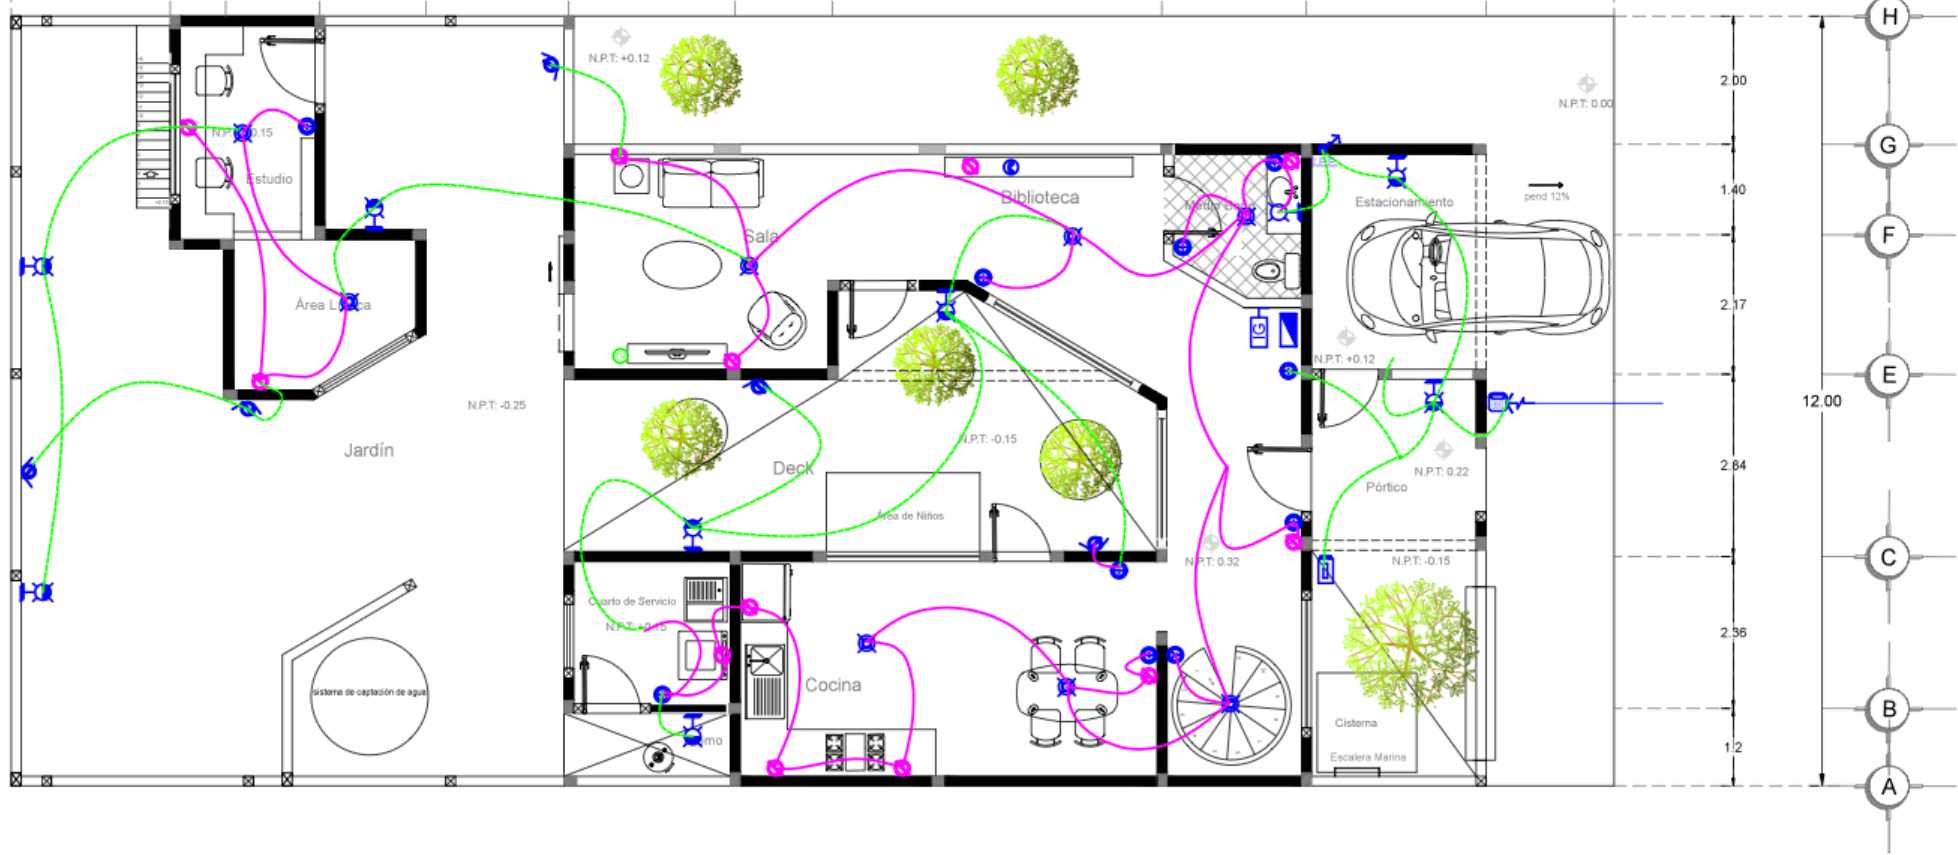 H
N.P.T: +0.12
2.00
N.P.T: 0.00
N.P.T: 0.15
G
Estudio
Biblioteca
1.40
Estacionamiento
pend 12%
Sala
F
Área Lúdica
2.17
IG
N.P.T: +0.12
E
N.P.T: -0.25
12.00
Jardín
N.P.T: -0.15
Deck
2.84
N.P.T: 0.22
Pórtico
Área de Niños
C
N.P.T: 0.32
N.P.T: -0.15
Cuarto de Servicio
N.P.T: +0.15
2.36
Cocina
sistema de captación de agua
B
Cisterna
1.2
Escalera Marina
A